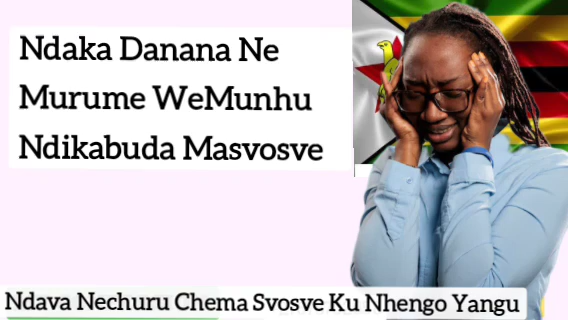 Ndaka Danana Ne
Murume WeMunhu
Ndikabuda Masvosve
Ndava Nechuru Chema Svosve Ku Nhengo Yangu